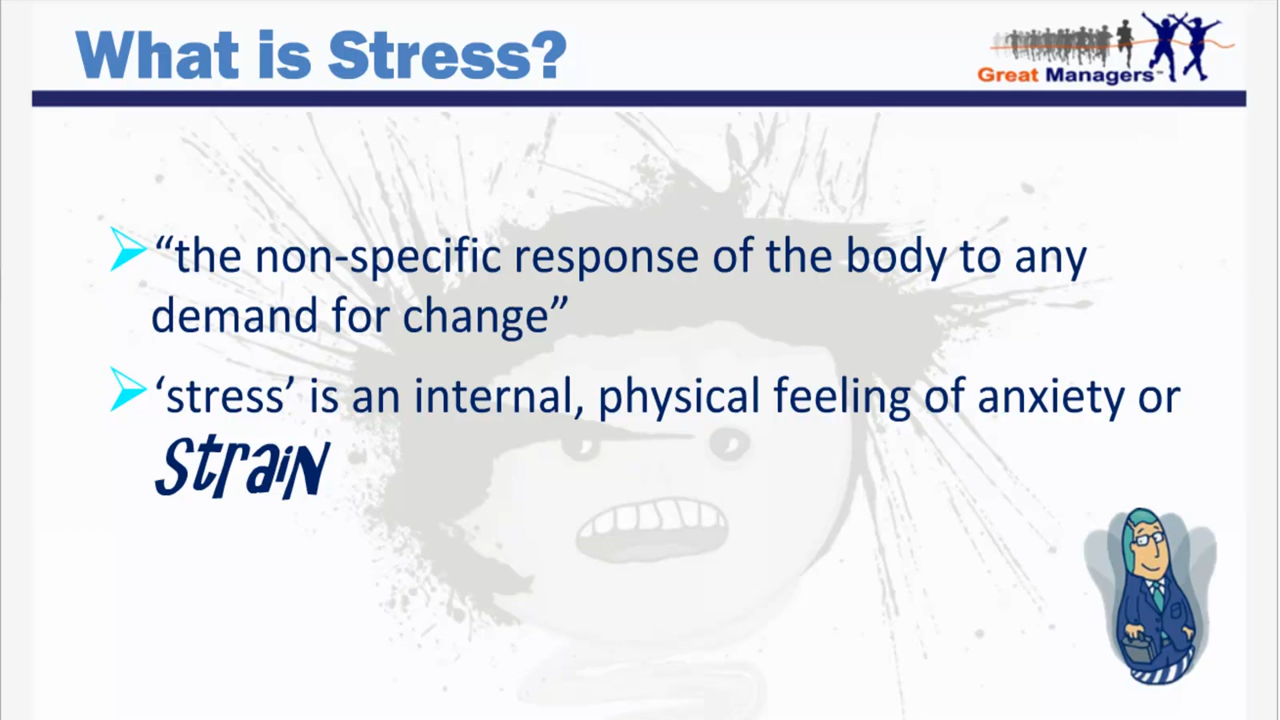 What is Stress?
Great Managers™
“the non-specific response of the body to any
demand for change”
‘stress’ is an internal, physical feeling of anxiety or
Strain